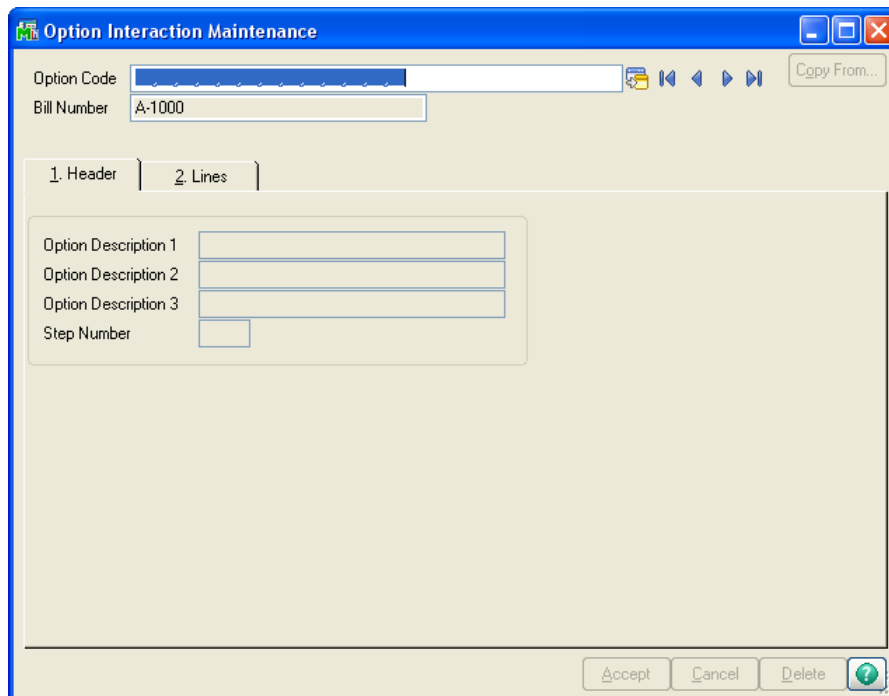 Option Interaction Maintenance
Option Code
Copy From...
Bill Number A-1000
1. Header 2. Lines
Option Description 1
Option Description 2
Option Description 3
Step Number
Accept Cancel Delete